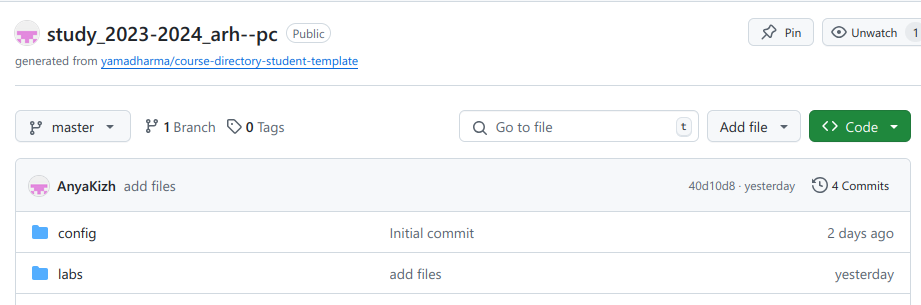 study_2023-2024_arh--pc Public Pin Unwatch 1
generated from yamadharma/course-directory-student-template
master 1 Branch 0 Tags Go to file t Add file Code
AnyaKizh add files 40d10d8 · yesterday 4 Commits
config Initial commit 2 days ago
labs add files yesterday